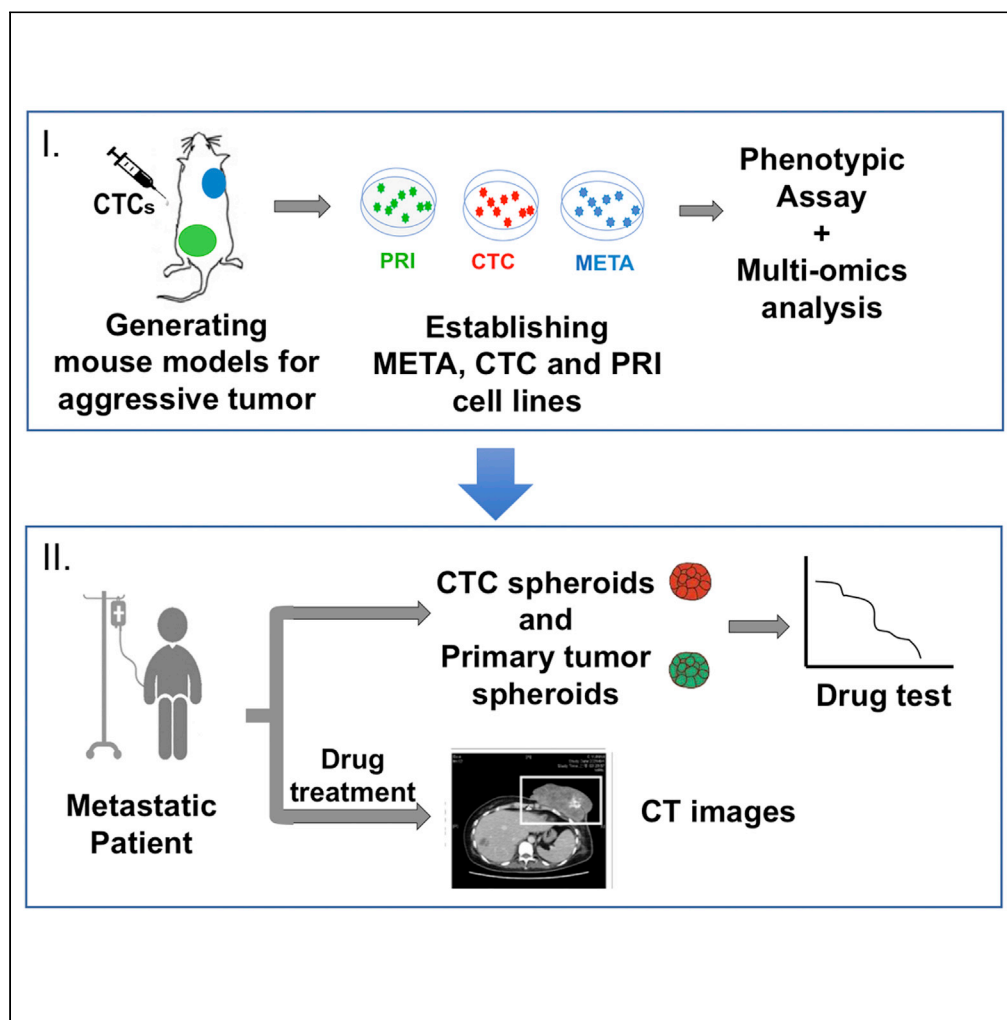 I.
CTCs
PRI
CTC
META
Phenotypic
Assay
+
Multi-omics
analysis
Generating
mouse models for
aggressive tumor
Establishing
META, CTC and PRI
cell lines
II.
CTC spheroids
and
Primary tumor
spheroids
Drug test
Drug
treatment
Metastatic
Patient
CT images